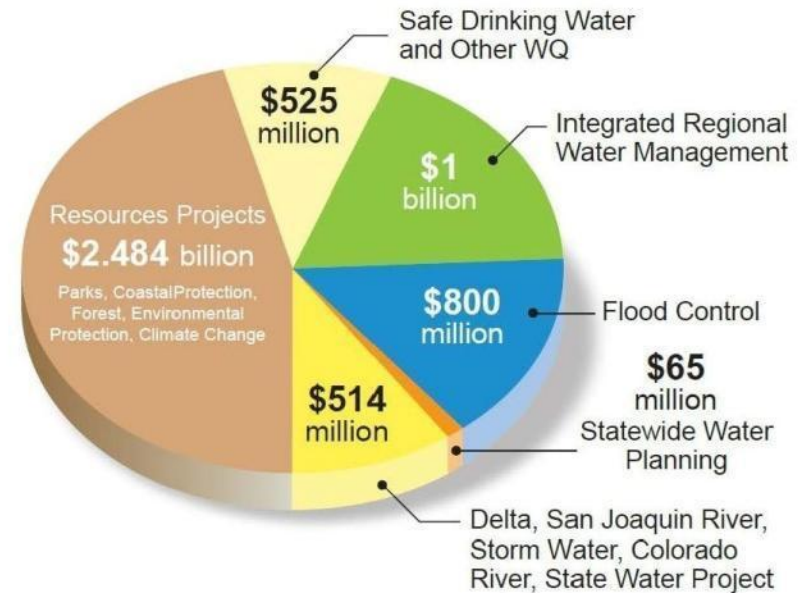 Safe Drinking Water
and Other WQ
$525
million
Integrated Regional
Water Management
$1
billion
Resources Projects
$2.484 billion
Parks, CoastalProtection,
Forest, Environmental
Protection, Climate Change
$800
million
Flood Control
$65
million
Statewide Water
Planning
$514
million
Delta, San Joaquin River,
Storm Water, Colorado
River, State Water Project